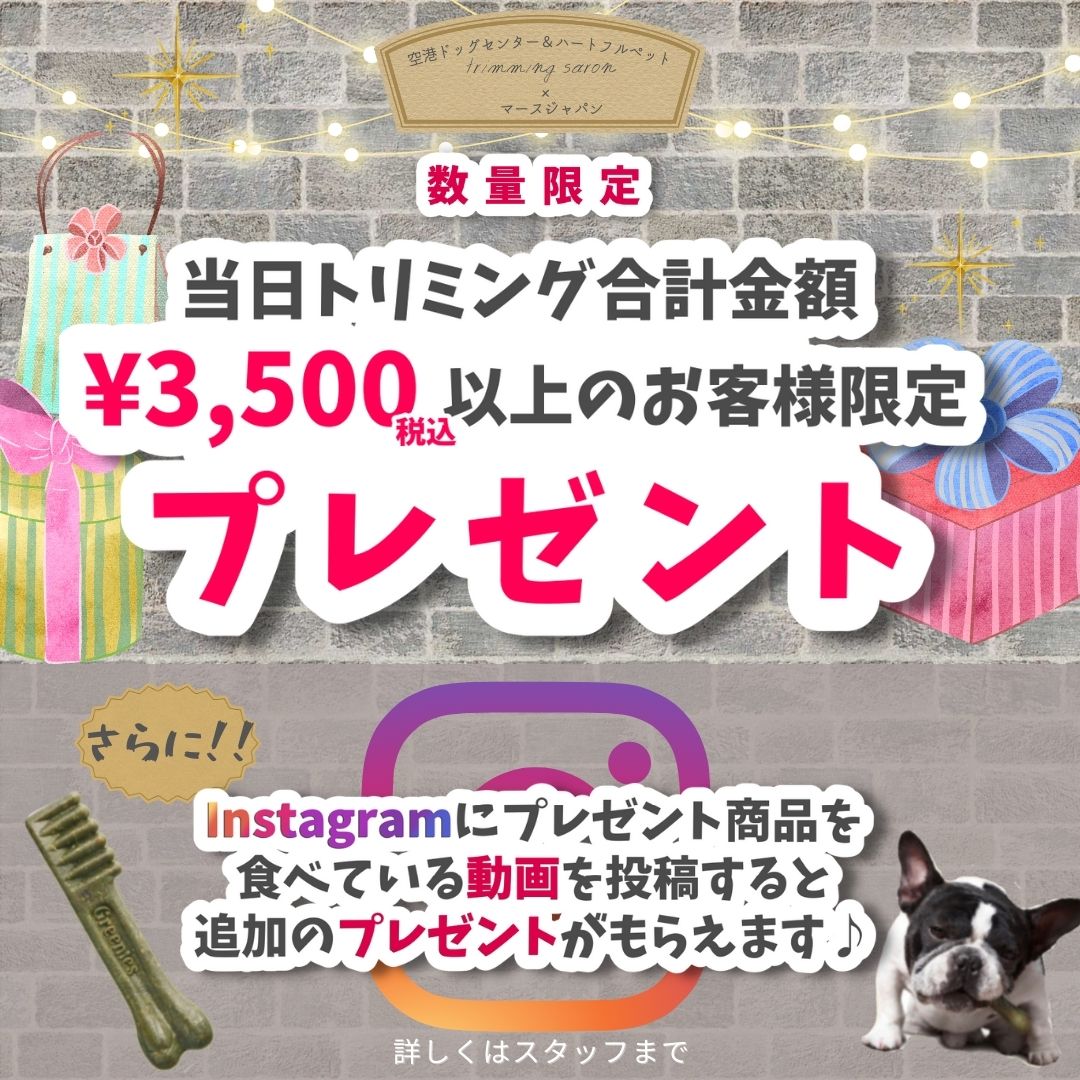 空港ドッグセンター＆ハートフルペット
trimming saron
×
マースジャパン
数量限定
当日トリミング合計金額
¥3,500税込以上のお客様限定
プレゼント
さらに!!
Instagramにプレゼント商品を
食べている動画を投稿すると
追加のプレゼントがもらえます♪
Greenies
詳しくはスタッフまで